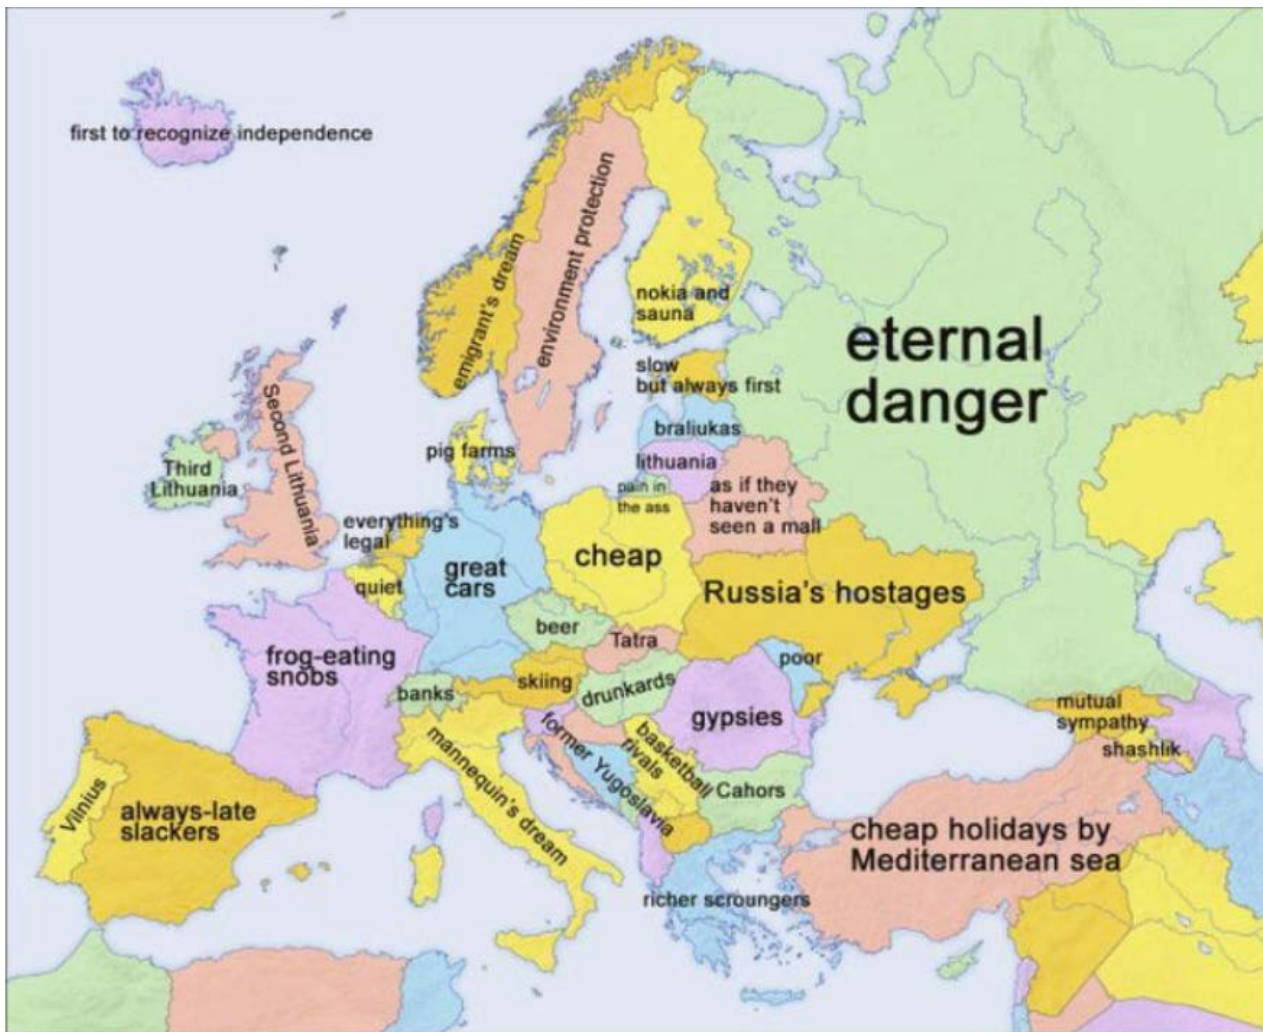 first to recognize independence
emigrant's dream
environment protection
nokia and
sauna
eternal
danger
slow
but always first
Second Lithuania
braliukas
pig farms
lithuania
Third
Lithuania
pain in
the ass
as if they
haven't
seen a mall
everything's
legal
cheap
great
cars
quiet
Russia's hostages
beer
Tatra
frog-eating
snobs
poor
skiing
drunkards
banks
gypsies
mutual
sympathy
former Yugoslavia
basketball
rivals
shashlik
mannequin's dream
Cahors
Vilnius
always-late
slackers
cheap holidays by
Mediterranean sea
richer scroungers